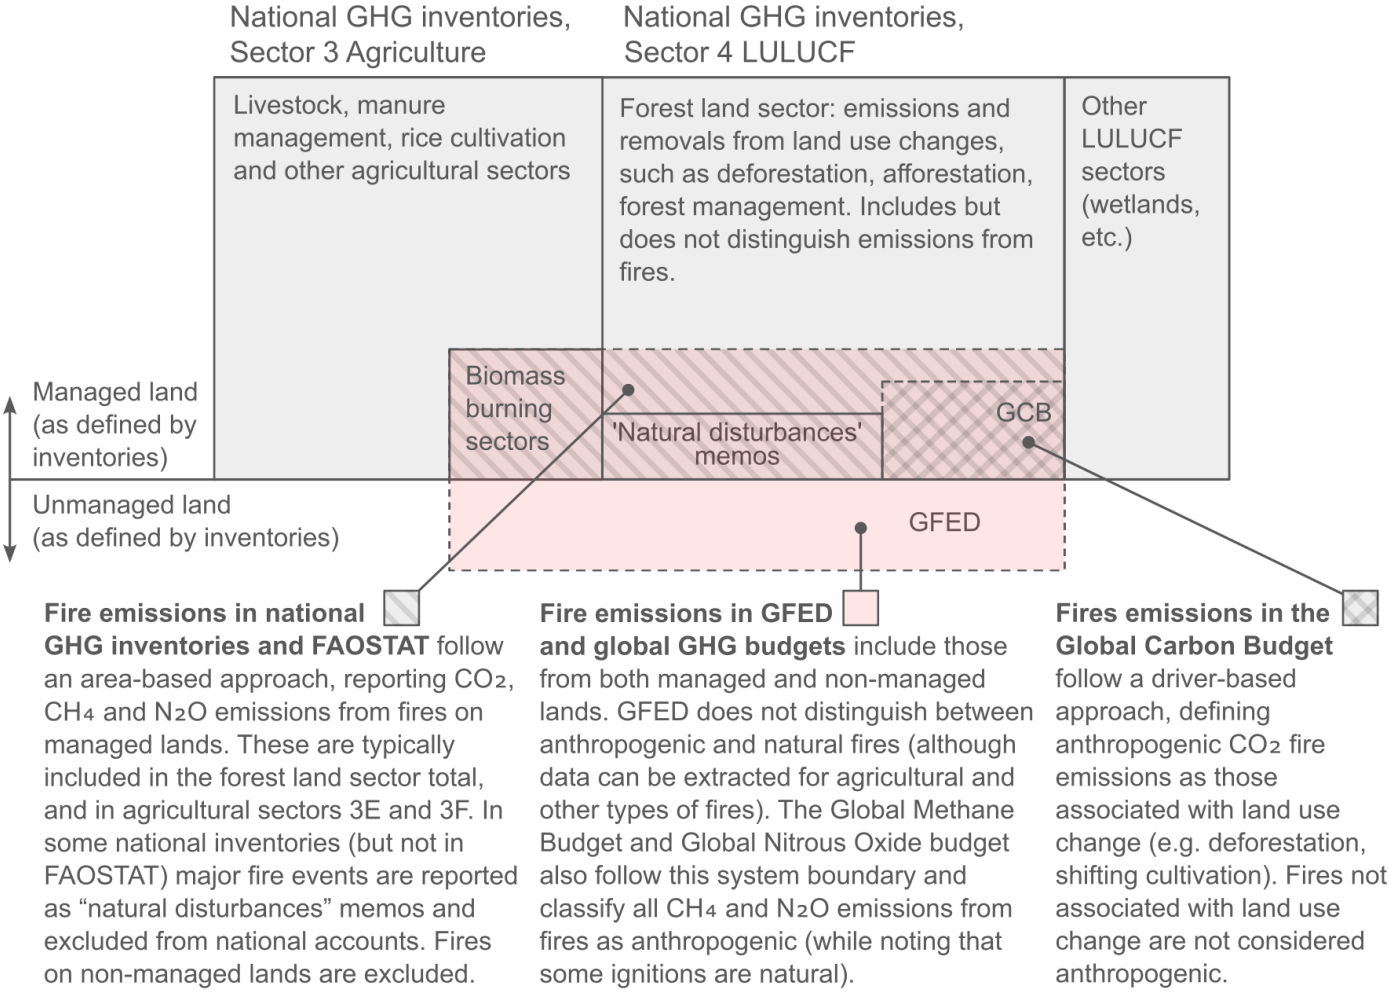 National GHG inventories,
Sector 3 Agriculture
National GHG inventories,
Sector 4 LULUCF
Livestock, manure
management, rice cultivation
and other agricultural sectors
Forest land sector: emissions and
removals from land use changes,
such as deforestation, afforestation,
forest management. Includes but
does not distinguish emissions from
fires.
Other
LULUCF
sectors
(wetlands,
etc.)
Biomass
burning
sectors
'Natural disturbances'
memos
GCB
Managed land
(as defined by
inventories)
Unmanaged land
(as defined by inventories)
GFED
Fire emissions in national
GHG inventories and FAOSTAT follow
an area-based approach, reporting CO₂,
CH₄ and N₂O emissions from fires on
managed lands. These are typically
included in the forest land sector total,
and in agricultural sectors 3E and 3F. In
some national inventories (but not in
FAOSTAT) major fire events are reported
as “natural disturbances” memos and
excluded from national accounts. Fires
on non-managed lands are excluded.
Fire emissions in GFED
and global GHG budgets include those
from both managed and non-managed
lands. GFED does not distinguish between
anthropogenic and natural fires (although
data can be extracted for agricultural and
other types of fires). The Global Methane
Budget and Global Nitrous Oxide budget
also follow this system boundary and
classify all CH₄ and N₂O emissions from
fires as anthropogenic (while noting that
some ignitions are natural).
Fires emissions in the
Global Carbon Budget
follow a driver-based
approach, defining
anthropogenic CO₂ fire
emissions as those
associated with land use
change (e.g. deforestation,
shifting cultivation). Fires not
associated with land use
change are not considered
anthropogenic.